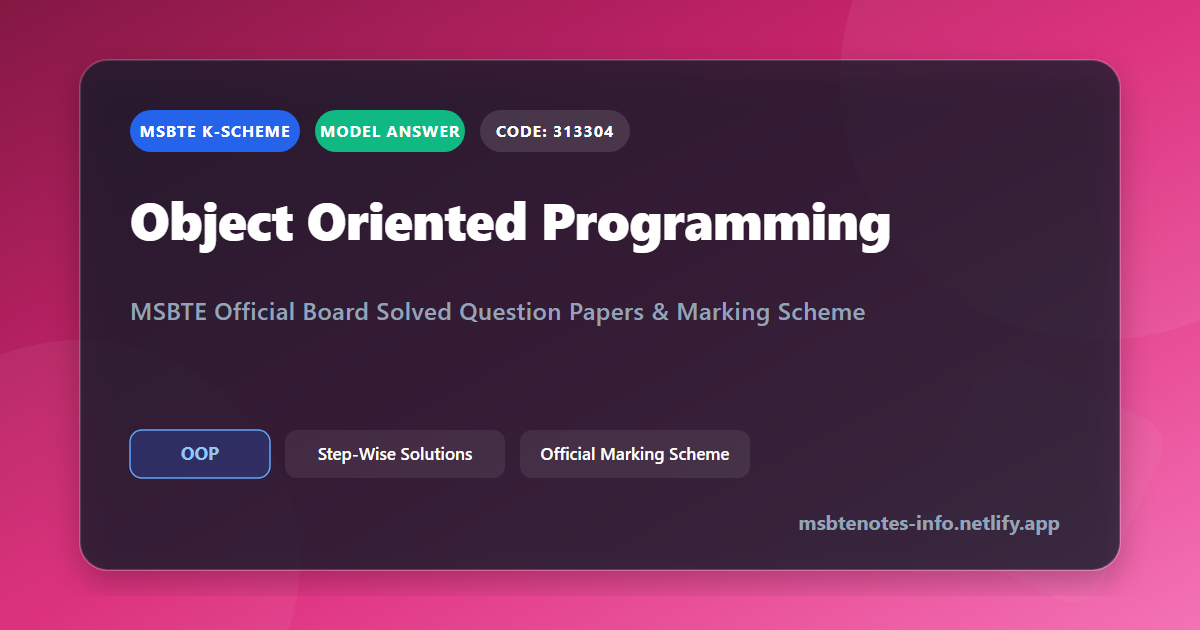 MSBTE K-SCHEME MODEL ANSWER CODE: 313304
Object Oriented Programming
MSBTE Official Board Solved Question Papers & Marking Scheme
OOP Step-Wise Solutions Official Marking Scheme
msbtenotes-info.netlify.app